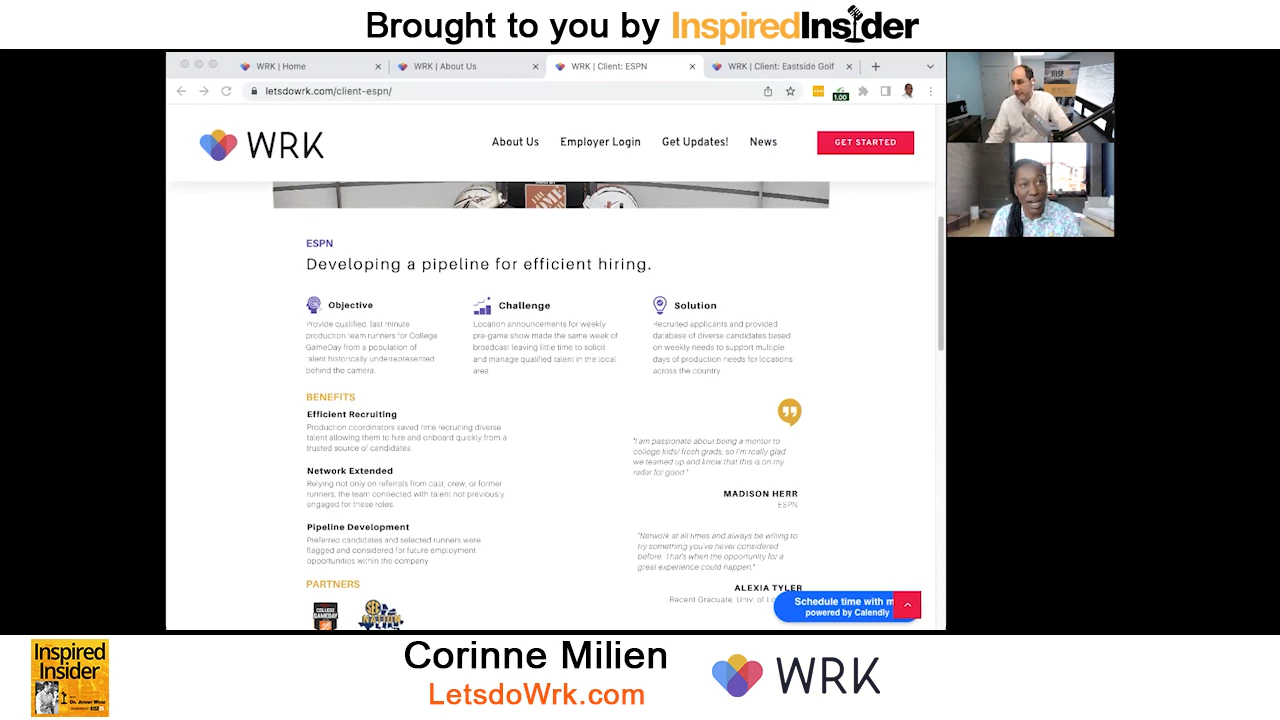 Brought to you by InspiredInsider
WRK | Home
WRK | About Us
WRK | Client: ESPN
WRK | Client: Eastside Golf
letsdowrk.com/client-espn/
1.00
WRK
About Us
Employer Login
Get Updates!
News
GET STARTED
ESPN
Developing a pipeline for efficient hiring.
Objective
Provide qualified, last minute
production team runners for College
GameDay from a population of
talent historically underrepresented
behind the camera.
Challenge
Location announcements for weekly
pre-game show made the same week of
broadcast leaving little time to solicit
and manage qualified talent in the local
area
Solution
Recruited applicants and provided
database of diverse candidates based
on weekly needs to support multiple
days of production needs for locations
across the country
BENEFITS
Efficient Recruiting
Production coordinators saved time recruiting diverse
talent allowing them to hire and onboard quickly from a
trusted source of candidates.
Network Extended
Relying not only on referrals from cast, crew, or former
runners, the team connected with talent not previously
engaged for these roles.
Pipeline Development
Preferred candidates and selected runners were
flagged and considered for future employment
opportunities within the company
PARTNERS
COLLEGE
GAMEDAY
SEC
NATION
"I am passionate about being a mentor to
college kids/ fresh grads, so I'm really glad
we teamed up and know that this is on my
radar for good."
MADISON HERR
ESPN
"Network at all times and always be willing to
try something you've never considered
before. That's when the opportunity for a
great experience could happen."
ALEXIA TYLER
Recent Graduate, Univ. of
Schedule time with m
powered by Calendly
Inspired
Insider
Corinne Milien
LetsdoWrk.com
WRK